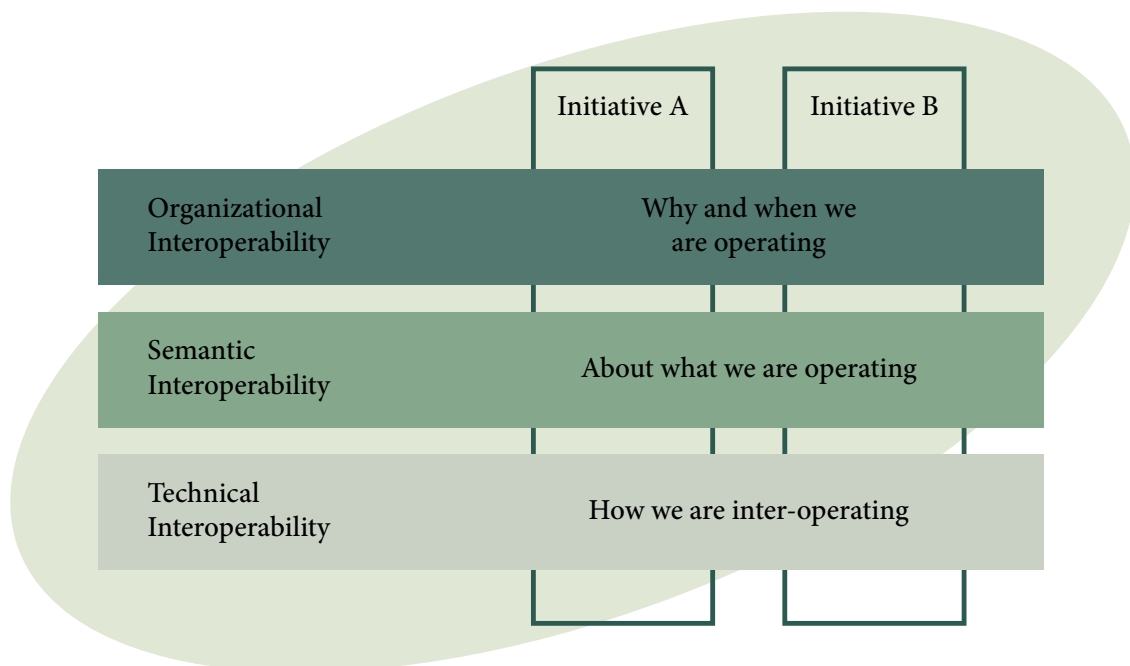 Initiative A
Initiative B
Organizational
Interoperability
Why and when we
are operating
Semantic
Interoperability
About what we are operating
Technical
Interoperability
How we are inter-operating